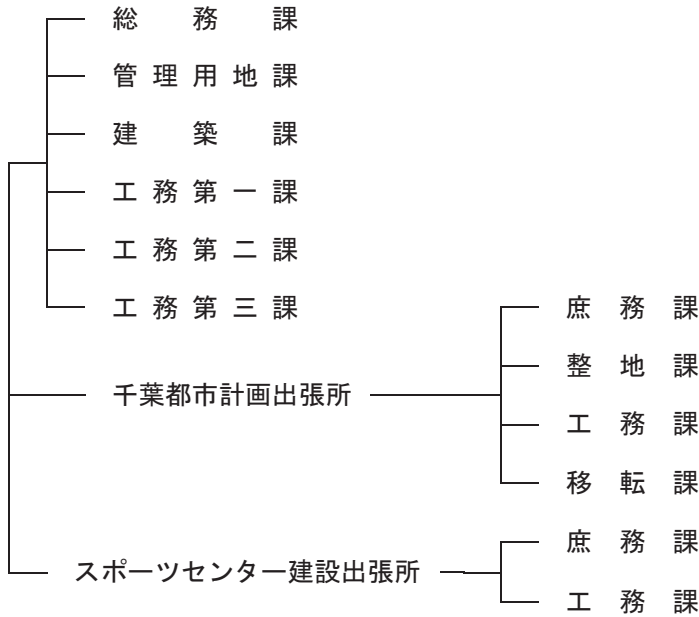 総務課
管理用地課
建築課
工務第一課
工務第二課
工務第三課
千葉都市計画出張所
庶務課
整地課
工務課
移転課
スポーツセンター建設出張所
庶務課
工務課